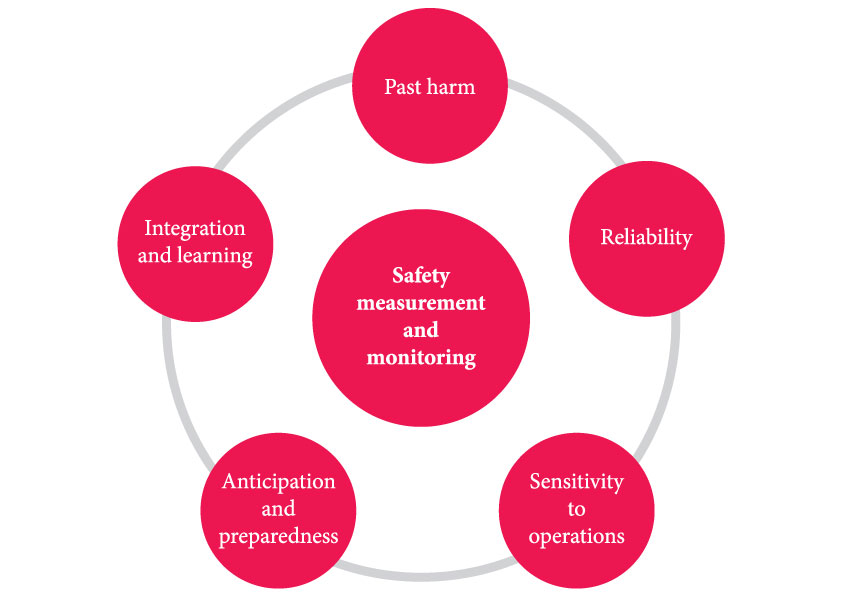 Past harm
Reliability
Sensitivity
to
operations
Anticipation
and
preparedness
Integration
and learning
Safety
measurement
and
monitoring